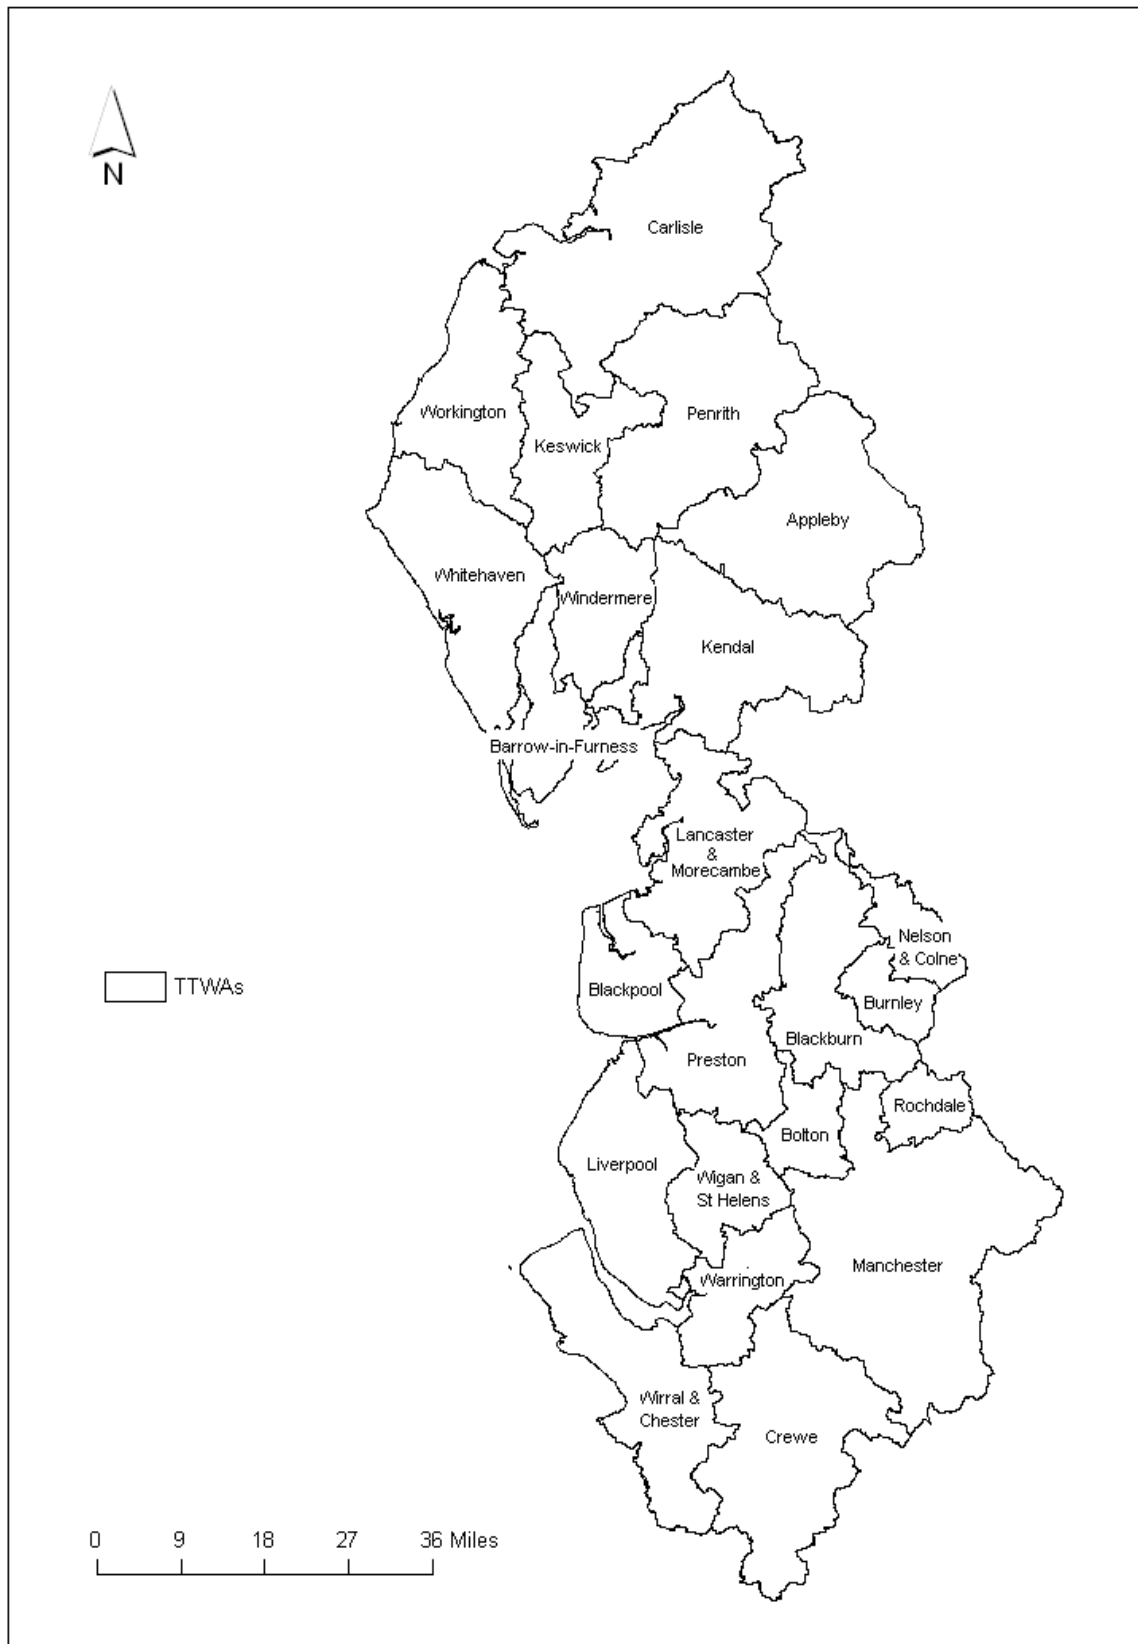 N
Carlisle
Workington
Keswick
Penrith
Appleby
Whitehaven
Windermere
Kendal
Barrow-in-Furness
Lancaster
&
Morecambe
Nelson
& Colne
TTWAs
Blackpool
Burnley
Blackburn
Preston
Rochdale
Bolton
Liverpool
Wigan &
St Helens
Manchester
Warrington
Wirral &
Chester
Crewe
0 9 18 27 36 Miles